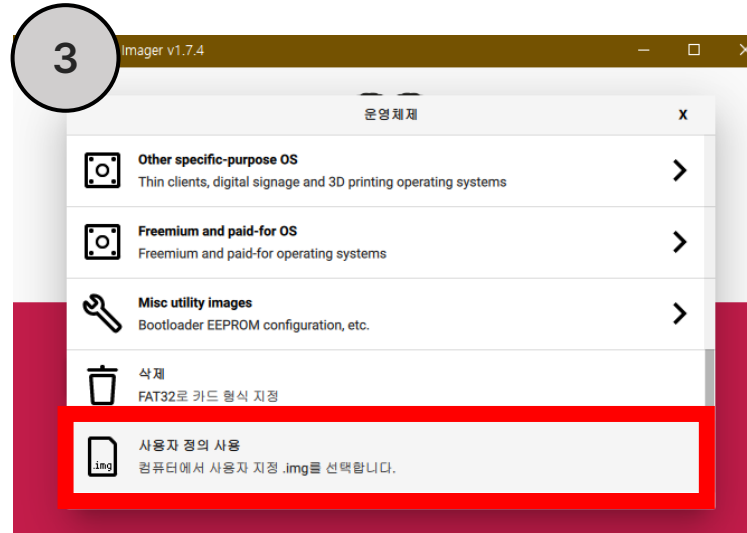 3
Imager v1.7.4
운영체제
X
Other specific-purpose OS
Thin clients, digital signage and 3D printing operating systems
Freemium and paid-for OS
Freemium and paid-for operating systems
Misc utility images
Bootloader EEPROM configuration, etc.
삭제
FAT32로 카드 형식 지정
사용자 정의 사용
.img
컴퓨터에서 사용자 지정 .img를 선택합니다.